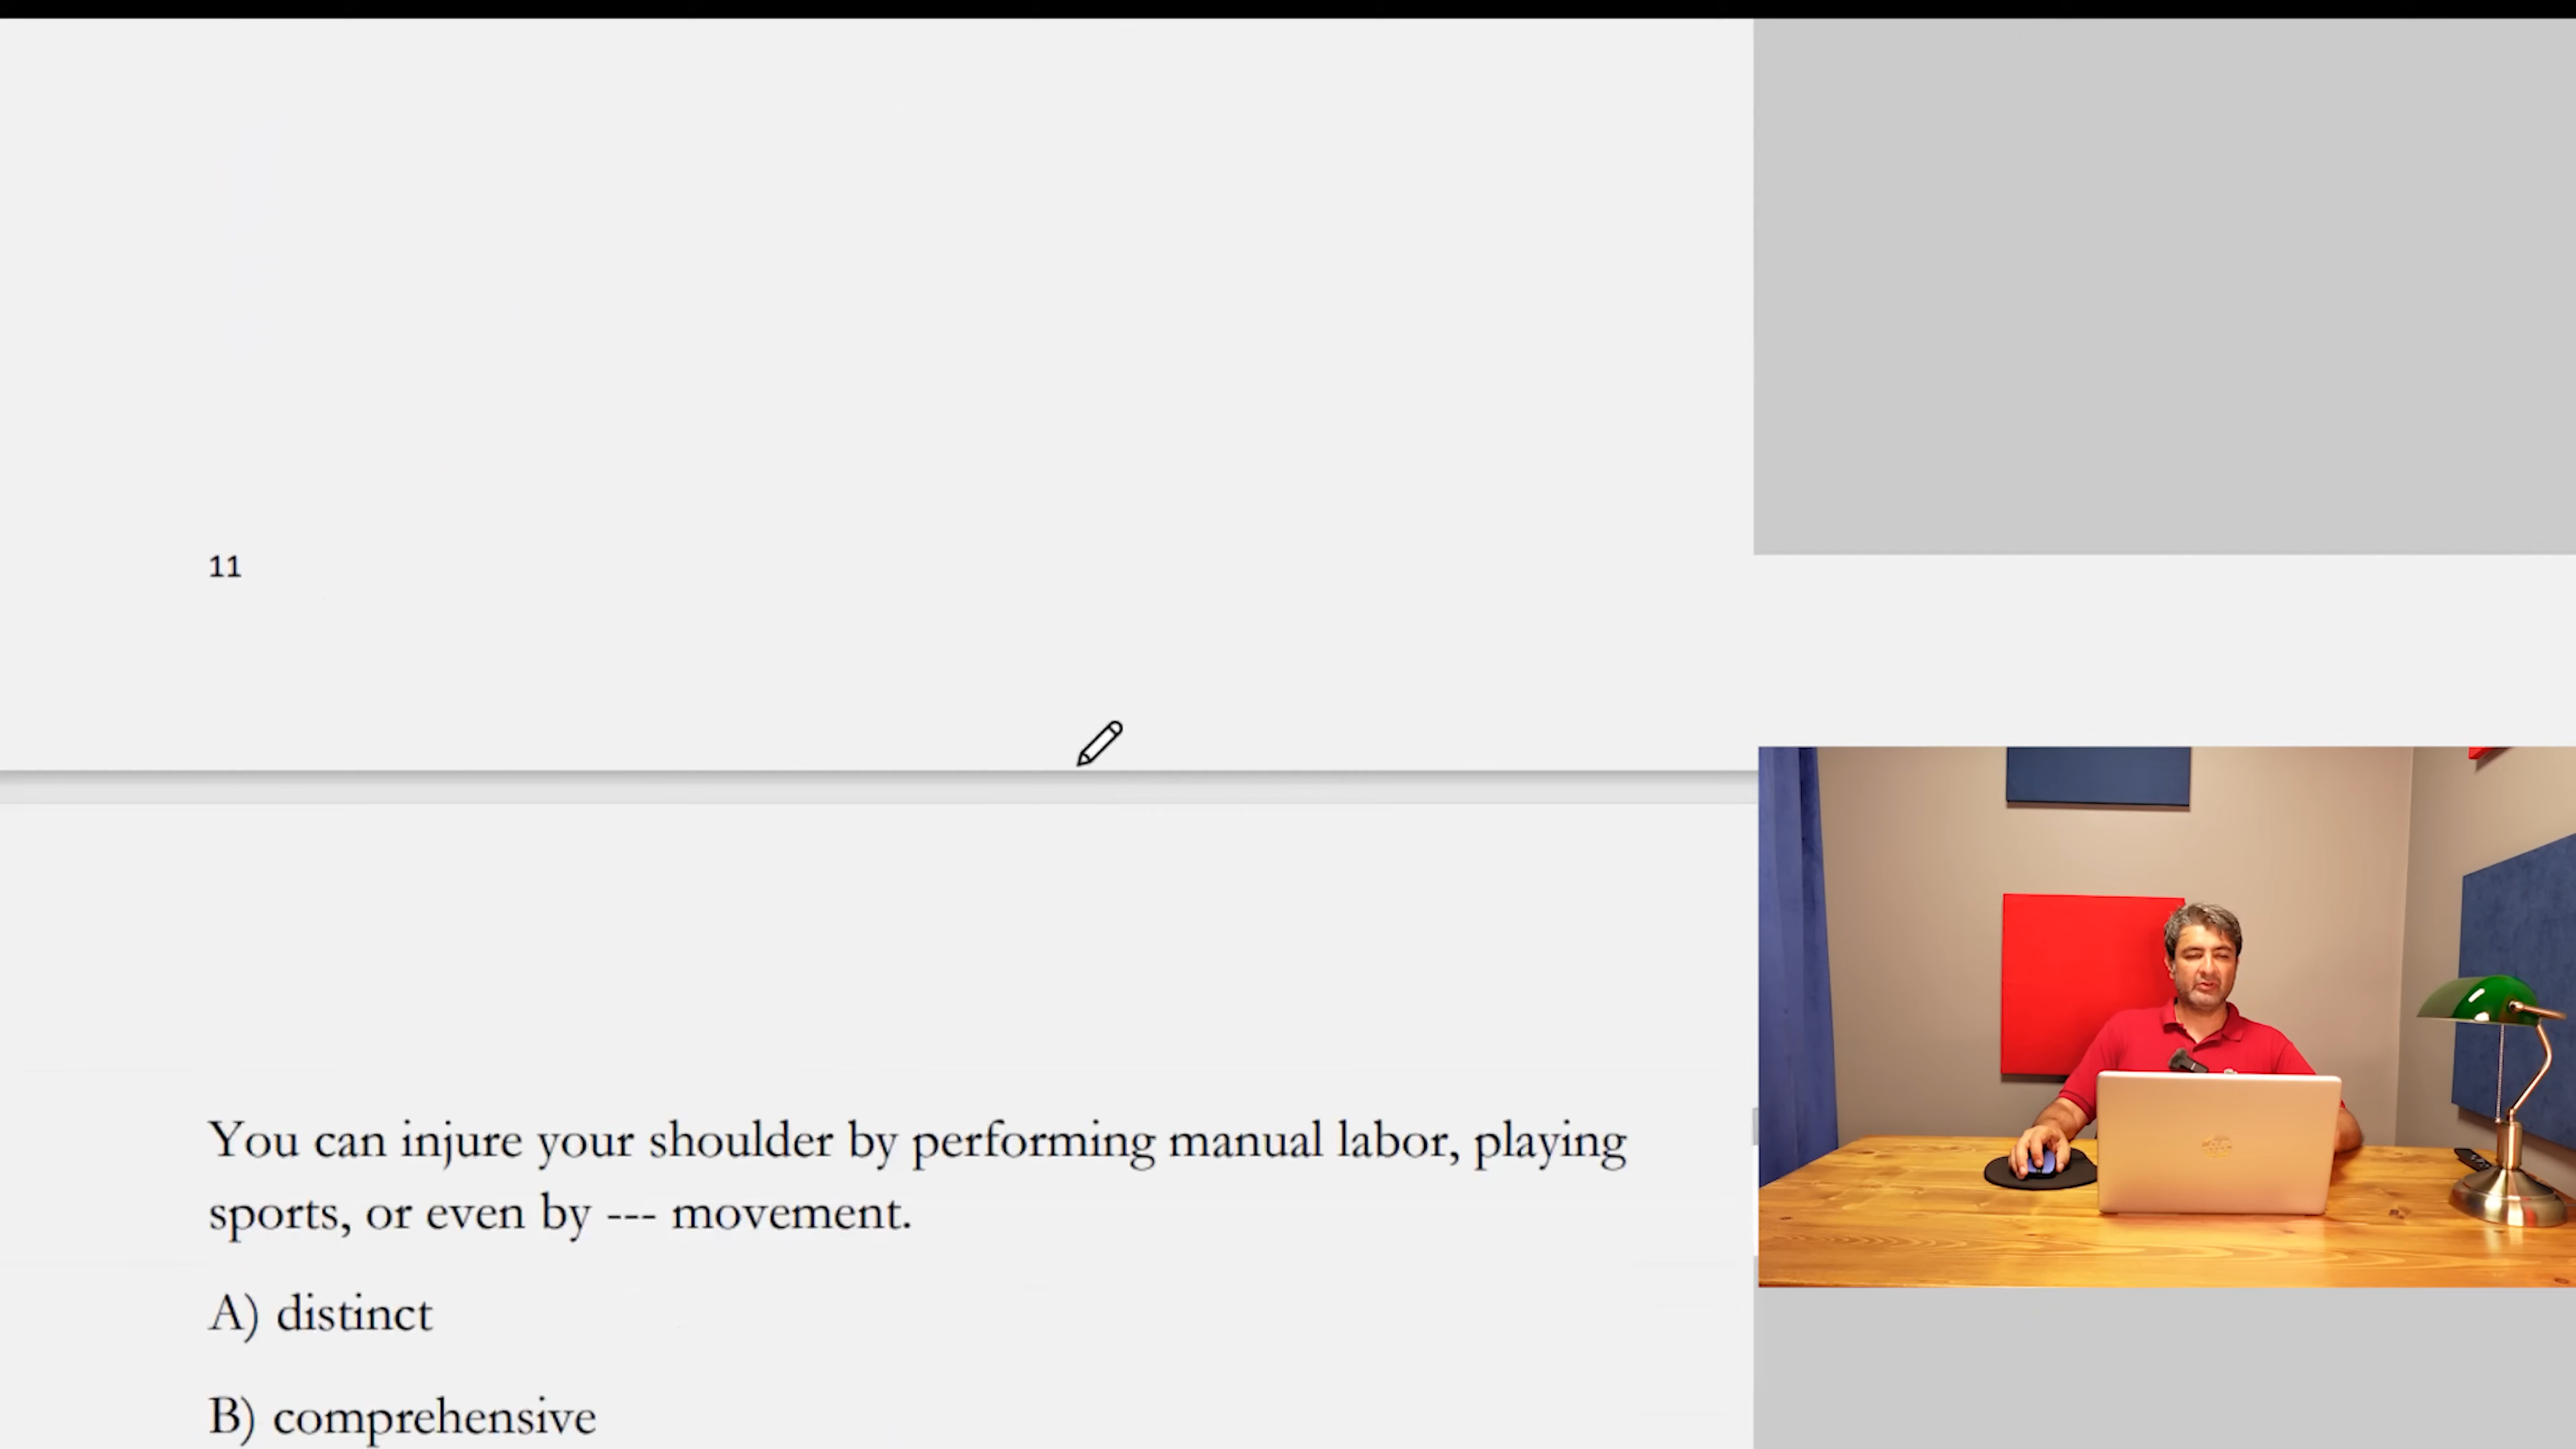 11
You can injure your shoulder by performing manual labor, playing
sports, or even by --- movement.
A) distinct
B) comprehensive